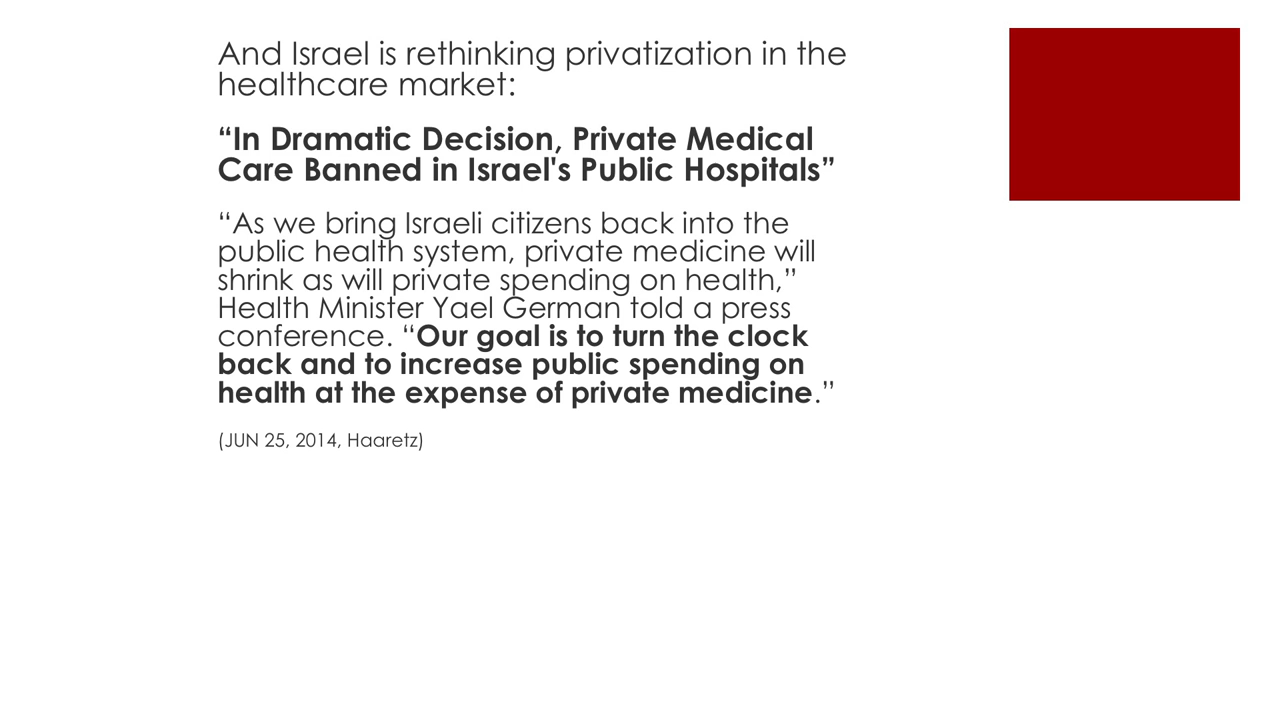 And Israel is rethinking privatization in the
healthcare market:
“In Dramatic Decision, Private Medical
Care Banned in Israel's Public Hospitals”
“As we bring Israeli citizens back into the
public health system, private medicine will
shrink as will private spending on health,”
Health Minister Yael German told a press
conference. “Our goal is to turn the clock
back and to increase public spending on
health at the expense of private medicine.”
(JUN 25, 2014, Haaretz)